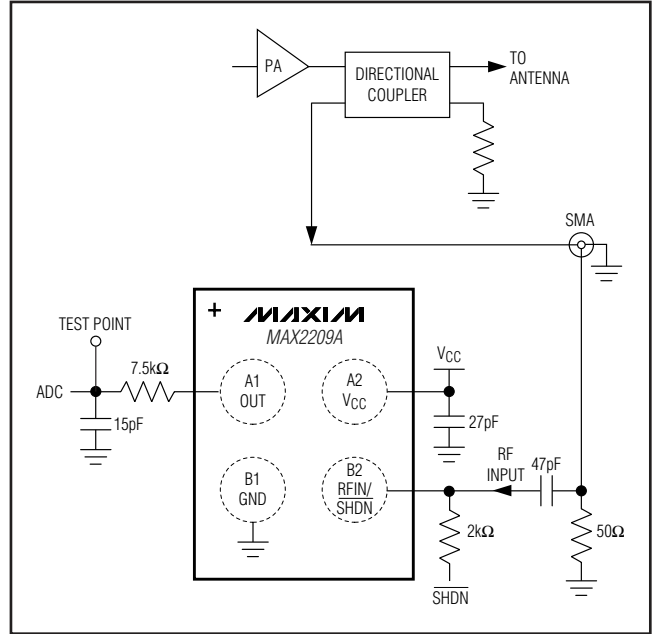 PA
DIRECTIONAL
COUPLER
TO
ANTENNA
SMA
+
MAXIM
MAX2209A
TEST POINT
ADC
7.5kΩ
15pF
A1
OUT
A2
VCC
VCC
27pF
B1
GND
B2
RFIN/
SHDN
RF
INPUT
47pF
2kΩ
50Ω
SHDN